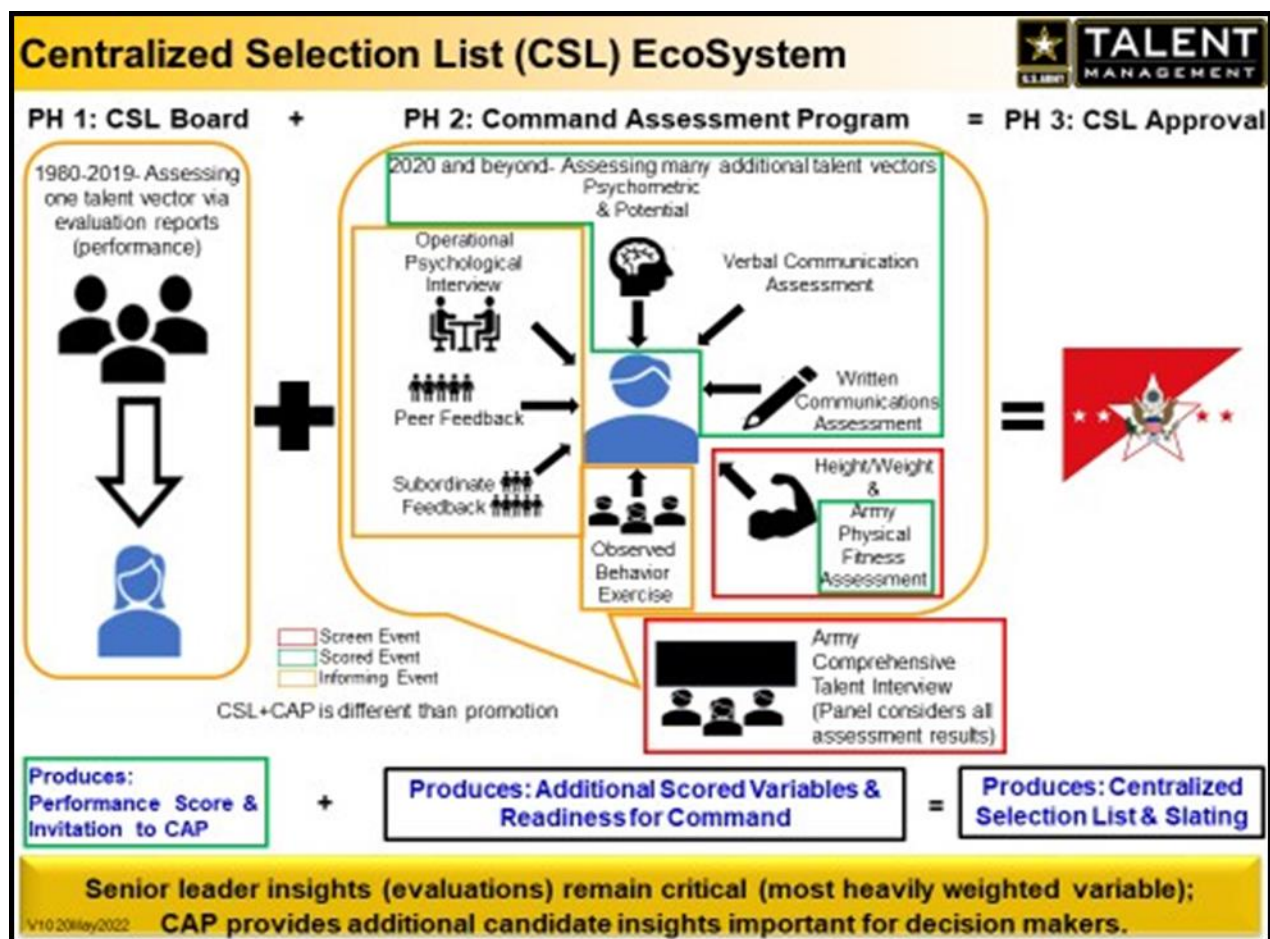 Centralized Selection List (CSL) EcoSystem
U.S.ARMY
TALENT
MANAGEMENT
PH 1: CSL Board + PH 2: Command Assessment Program = PH 3: CSL Approval
1980-2019- Assessing
one talent vector via
evaluation reports
(performance)
2020 and beyond- Assessing many additional talent vectors
Psychometric
& Potential
Operational
Psychological
Interview
Verbal Communication
Assessment
Peer Feedback
Written
Communications
Assessment
Subordinate
Feedback
Observed
Behavior
Exercise
Height/Weight
&
Army
Physical
Fitness
Assessment
Screen Event
Scored Event
Informing Event
CSL+CAP is different than promotion
Army
Comprehensive
Talent Interview
(Panel considers all
assessment results)
Produces:
Performance Score &
Invitation to CAP
+
Produces: Additional Scored Variables &
Readiness for Command
=
Produces: Centralized
Selection List & Slating
Senior leader insights (evaluations) remain critical (most heavily weighted variable);
CAP provides additional candidate insights important for decision makers.
V10 20May2022